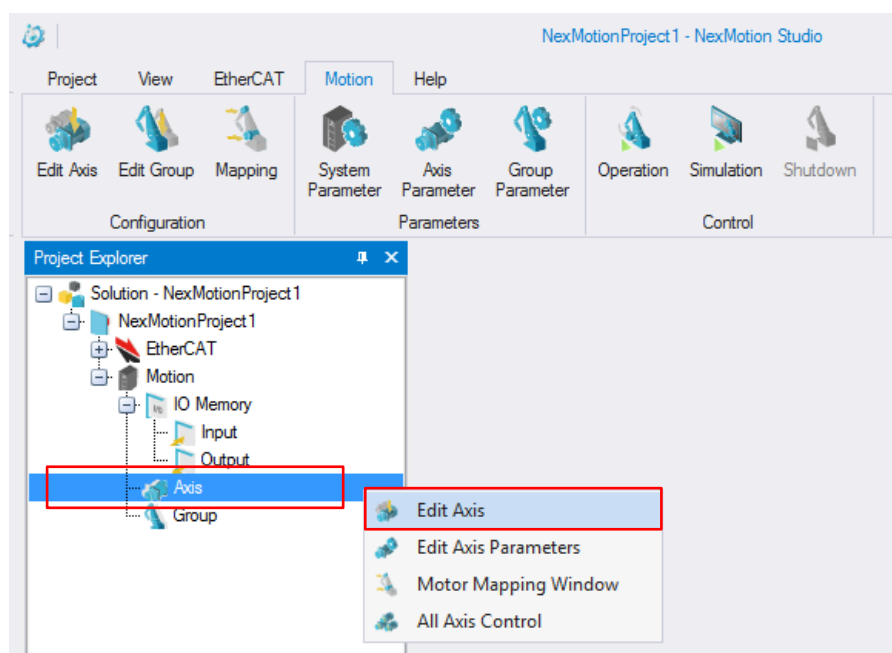 NexMotionProject1 - NexMotion Studio
Project View EtherCAT Motion Help
Edit Axis Edit Group Mapping System Parameter Axis Parameter Group Parameter Operation Simulation Shutdown
Configuration Parameters Control
Project Explorer
Solution - NexMotionProject1
NexMotionProject1
EtherCAT
Motion
IO Memory
Input
Output
Axis
Group
Edit Axis
Edit Axis Parameters
Motor Mapping Window
All Axis Control